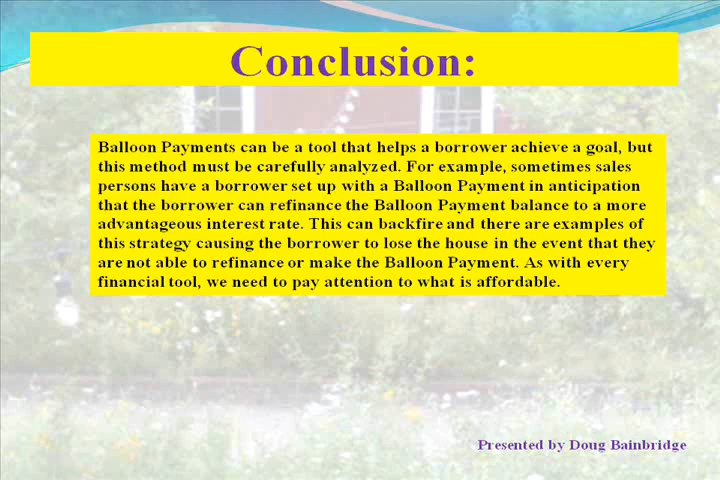 Conclusion:
Balloon Payments can be a tool that helps a borrower achieve a goal, but
this method must be carefully analyzed. For example, sometimes sales
persons have a borrower set up with a Balloon Payment in anticipation
that the borrower can refinance the Balloon Payment balance to a more
advantageous interest rate. This can backfire and there are examples of
this strategy causing the borrower to lose the house in the event that they
are not able to refinance or make the Balloon Payment. As with every
financial tool, we need to pay attention to what is affordable.
Presented by Doug Bainbridge